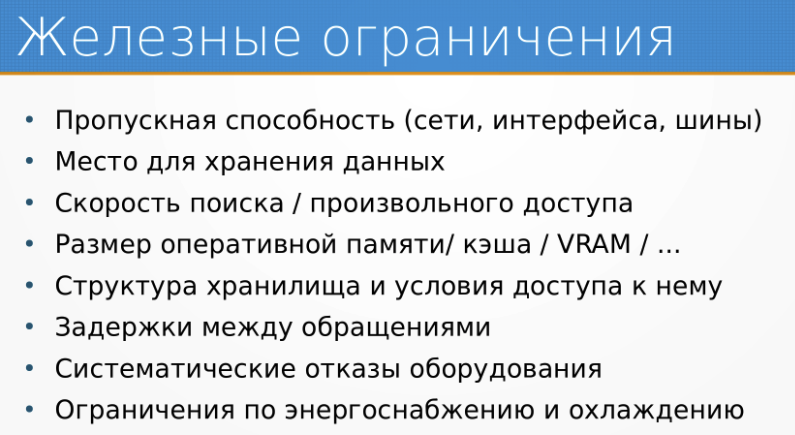 Железные ограничения
• Пропускная способность (сети, интерфейса, шины)
• Место для хранения данных
• Скорость поиска / произвольного доступа
• Размер оперативной памяти/ кэша / VRAM / ...
• Структура хранилища и условия доступа к нему
• Задержки между обращениями
• Систематические отказы оборудования
• Ограничения по энергоснабжению и охлаждению